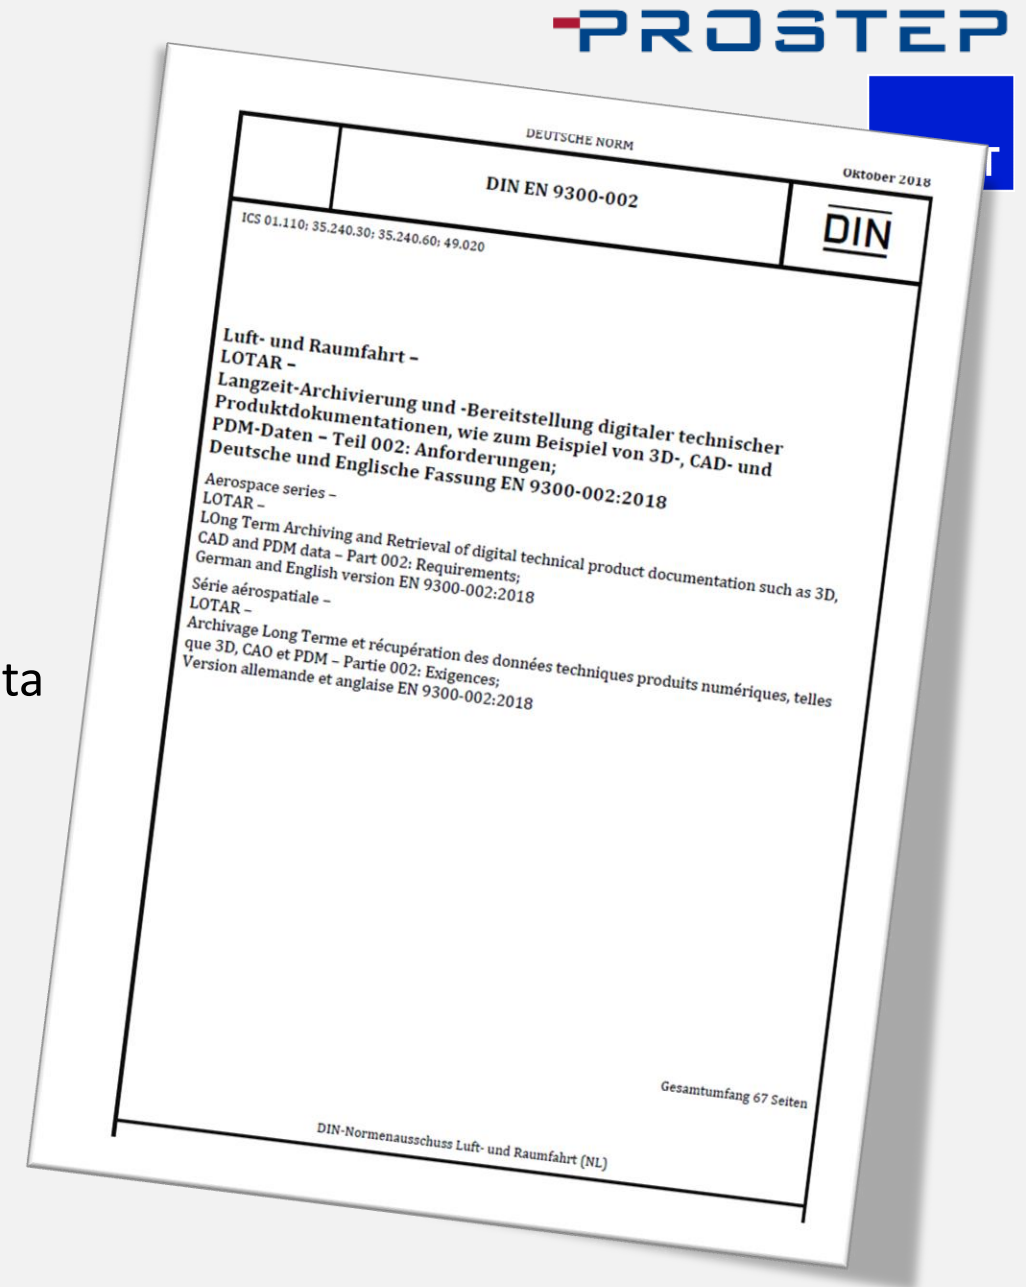 PROSTEP
T
DEUTSCHE NORM
Oktober 2018
DIN EN 9300-002
DIN
ICS 01.110; 35.240.30; 35.240.60; 49.020
Luft- und Raumfahrt –
LOTAR –
Langzeit-Archivierung und -Bereitstellung digitaler technischer
Produktdokumentationen, wie zum Beispiel von 3D-, CAD- und
PDM-Daten – Teil 002: Anforderungen;
Deutsche und Englische Fassung EN 9300-002:2018
Aerospace series –
LOTAR –
LOng Term Archiving and Retrieval of digital technical product documentation such as 3D,
CAD and PDM data – Part 002: Requirements;
German and English version EN 9300-002:2018
Série aérospatiale –
LOTAR –
Archivage Long Terme et récupération des données techniques produits numériques, telles
que 3D, CAO et PDM – Partie 002: Exigences;
Version allemande et anglaise EN 9300-002:2018
ta
Gesamtumfang 67 Seiten
DIN-Normenausschuss Luft- und Raumfahrt (NL)